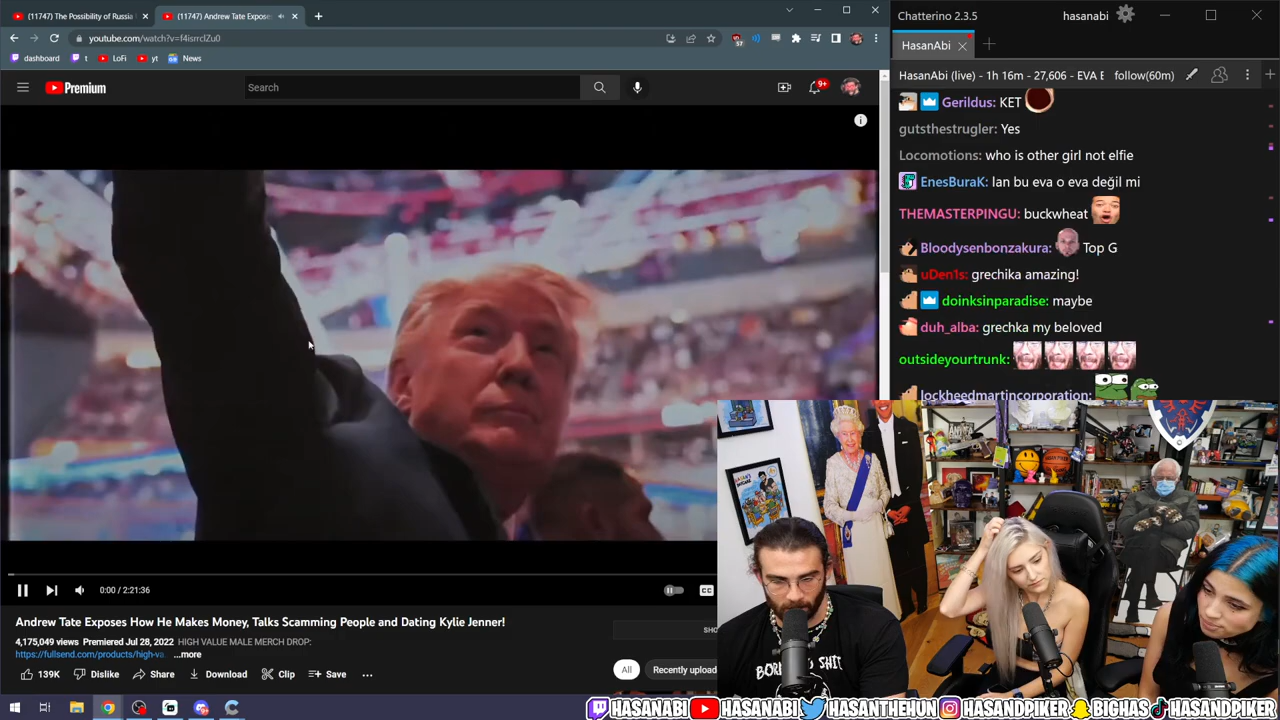 (11747) The Possibility of Russia
(11747) Andrew Tate Expose
youtube.com/watch?v=f4isrrclZu0
57
dashboard
t
LoFi
yt
News
Premium
Search
9+
0:00 / 2:21:36
CC
Andrew Tate Exposes How He Makes Money, Talks Scamming People and Dating Kylie Jenner!
4,175,049 views Premiered Jul 28, 2022 HIGH VALUE MALE MERCH DROP:
https://fullsend.com/products/high-va... ...more
SHO
139K
Dislike
Share
Download
Clip
Save
All
Recently upload
Chatterino 2.3.5
hasanabi
HasanAbi
HasanAbi (live) - 1h 16m - 27,606 - EVA E
follow(60m)
Gerildus: KET
gutsthestrugler: Yes
Locomotions: who is other girl not elfie
EnesBuraK: lan bu eva o eva değil mi
THEMASTERPINGU: buckwheat
Bloodysenbonzakura: Top G
uDen1s: grechika amazing!
doinksinparadise: maybe
duh_alba: grechka my beloved
outsideyourtrunk:
lockheedmartincorporation:
HASANABI
HASANABI
HASANTHEHUN
HASANDPIKER
BIGHAS
HASANDPIKER